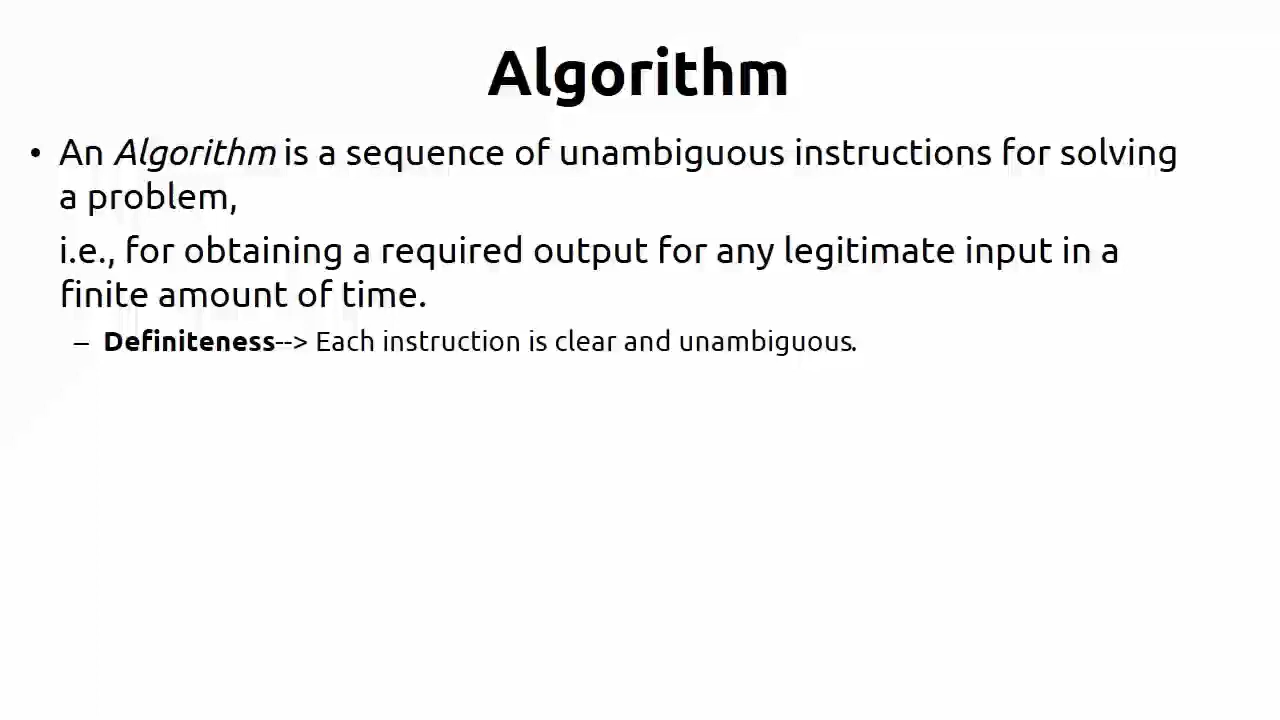 Algorithm
• An Algorithm is a sequence of unambiguous instructions for solving
a problem,
i.e., for obtaining a required output for any legitimate input in a
finite amount of time.
– Definiteness--> Each instruction is clear and unambiguous.